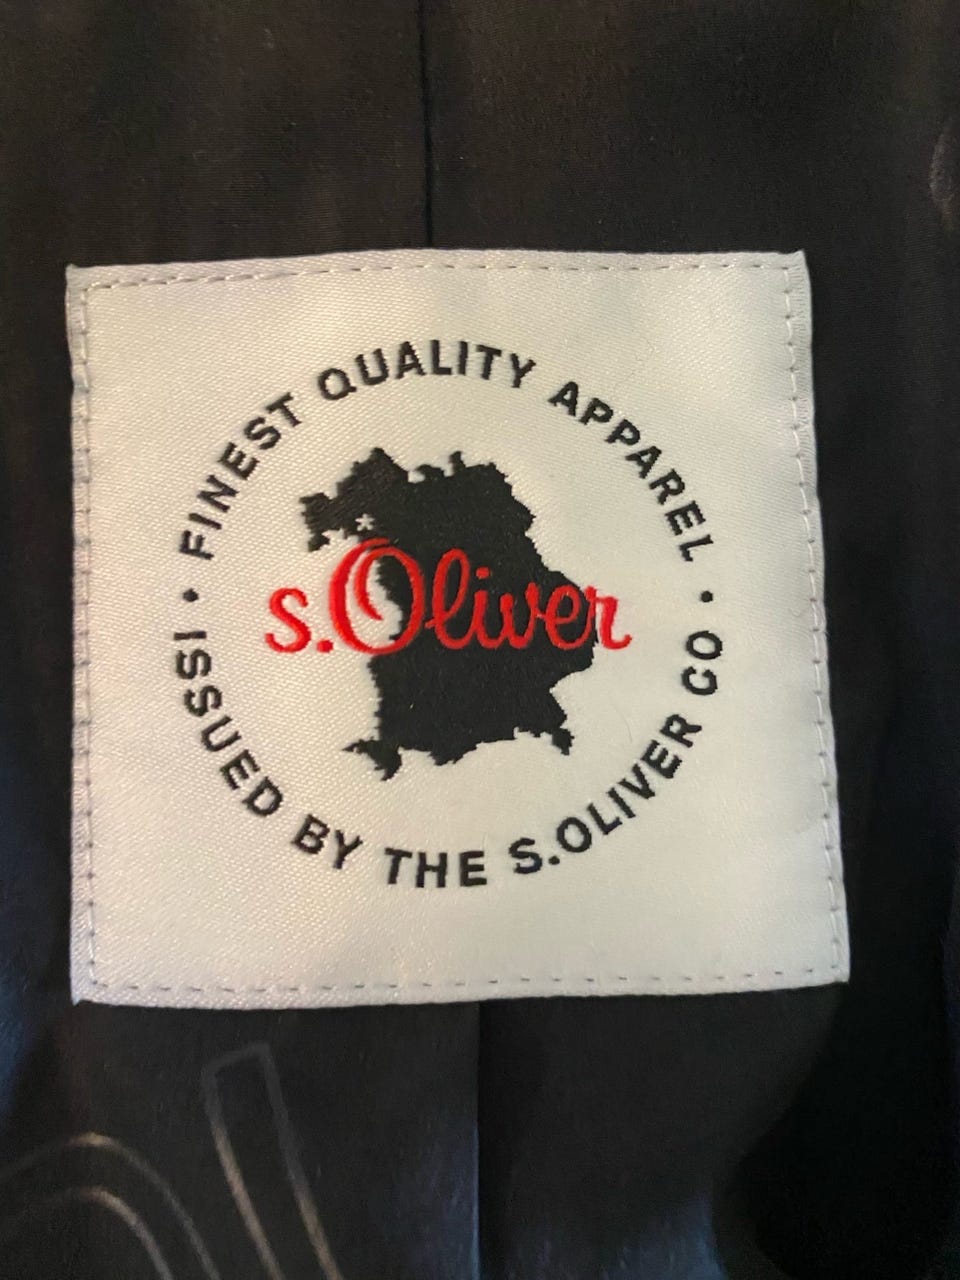 • FINEST QUALITY APPAREL •
s.Oliver
ISSUED BY THE S.OLIVER CO